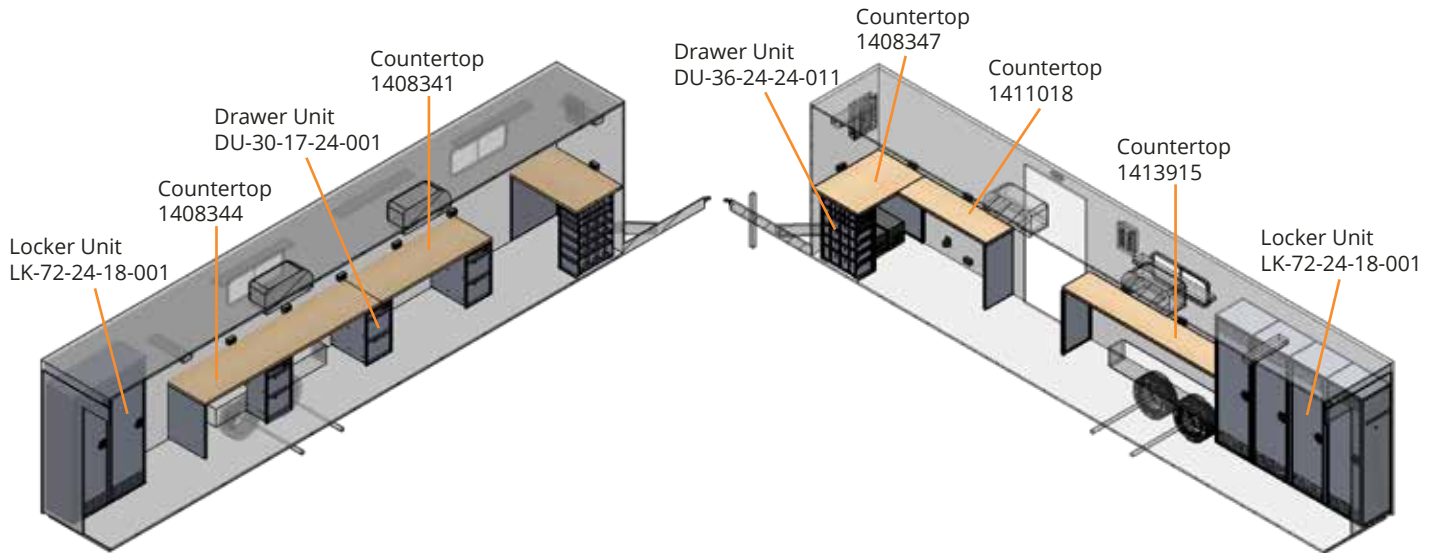 Countertop
1408341
Drawer Unit
DU-30-17-24-001
Countertop
1408344
Locker Unit
LK-72-24-18-001
Countertop
1408347
Drawer Unit
DU-36-24-24-011
Countertop
1411018
Countertop
1413915
Locker Unit
LK-72-24-18-001